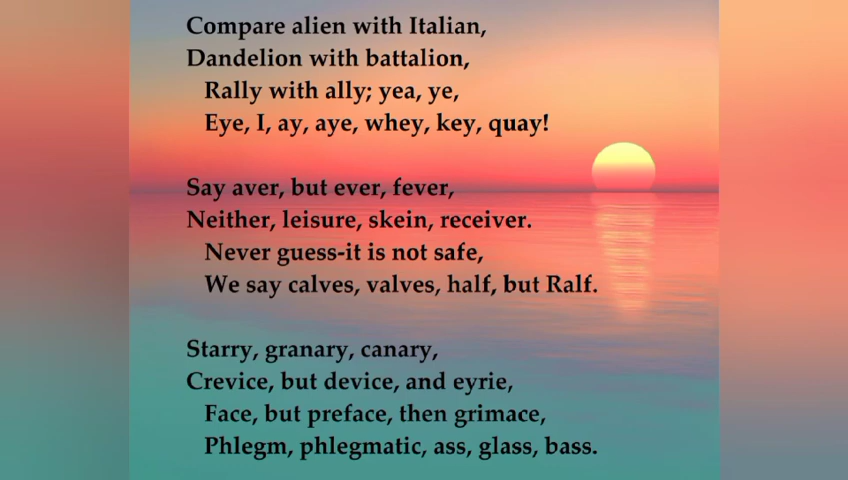 Compare alien with Italian,
Dandelion with battalion,
Rally with ally; yea, ye,
Eye, I, ay, aye, whey, key, quay!
Say aver, but ever, fever,
Neither, leisure, skein, receiver.
Never guess-it is not safe,
We say calves, valves, half, but Ralf.
Starry, granary, canary,
Crevice, but device, and eyrie,
Face, but preface, then grimace,
Phlegm, phlegmatic, ass, glass, bass.